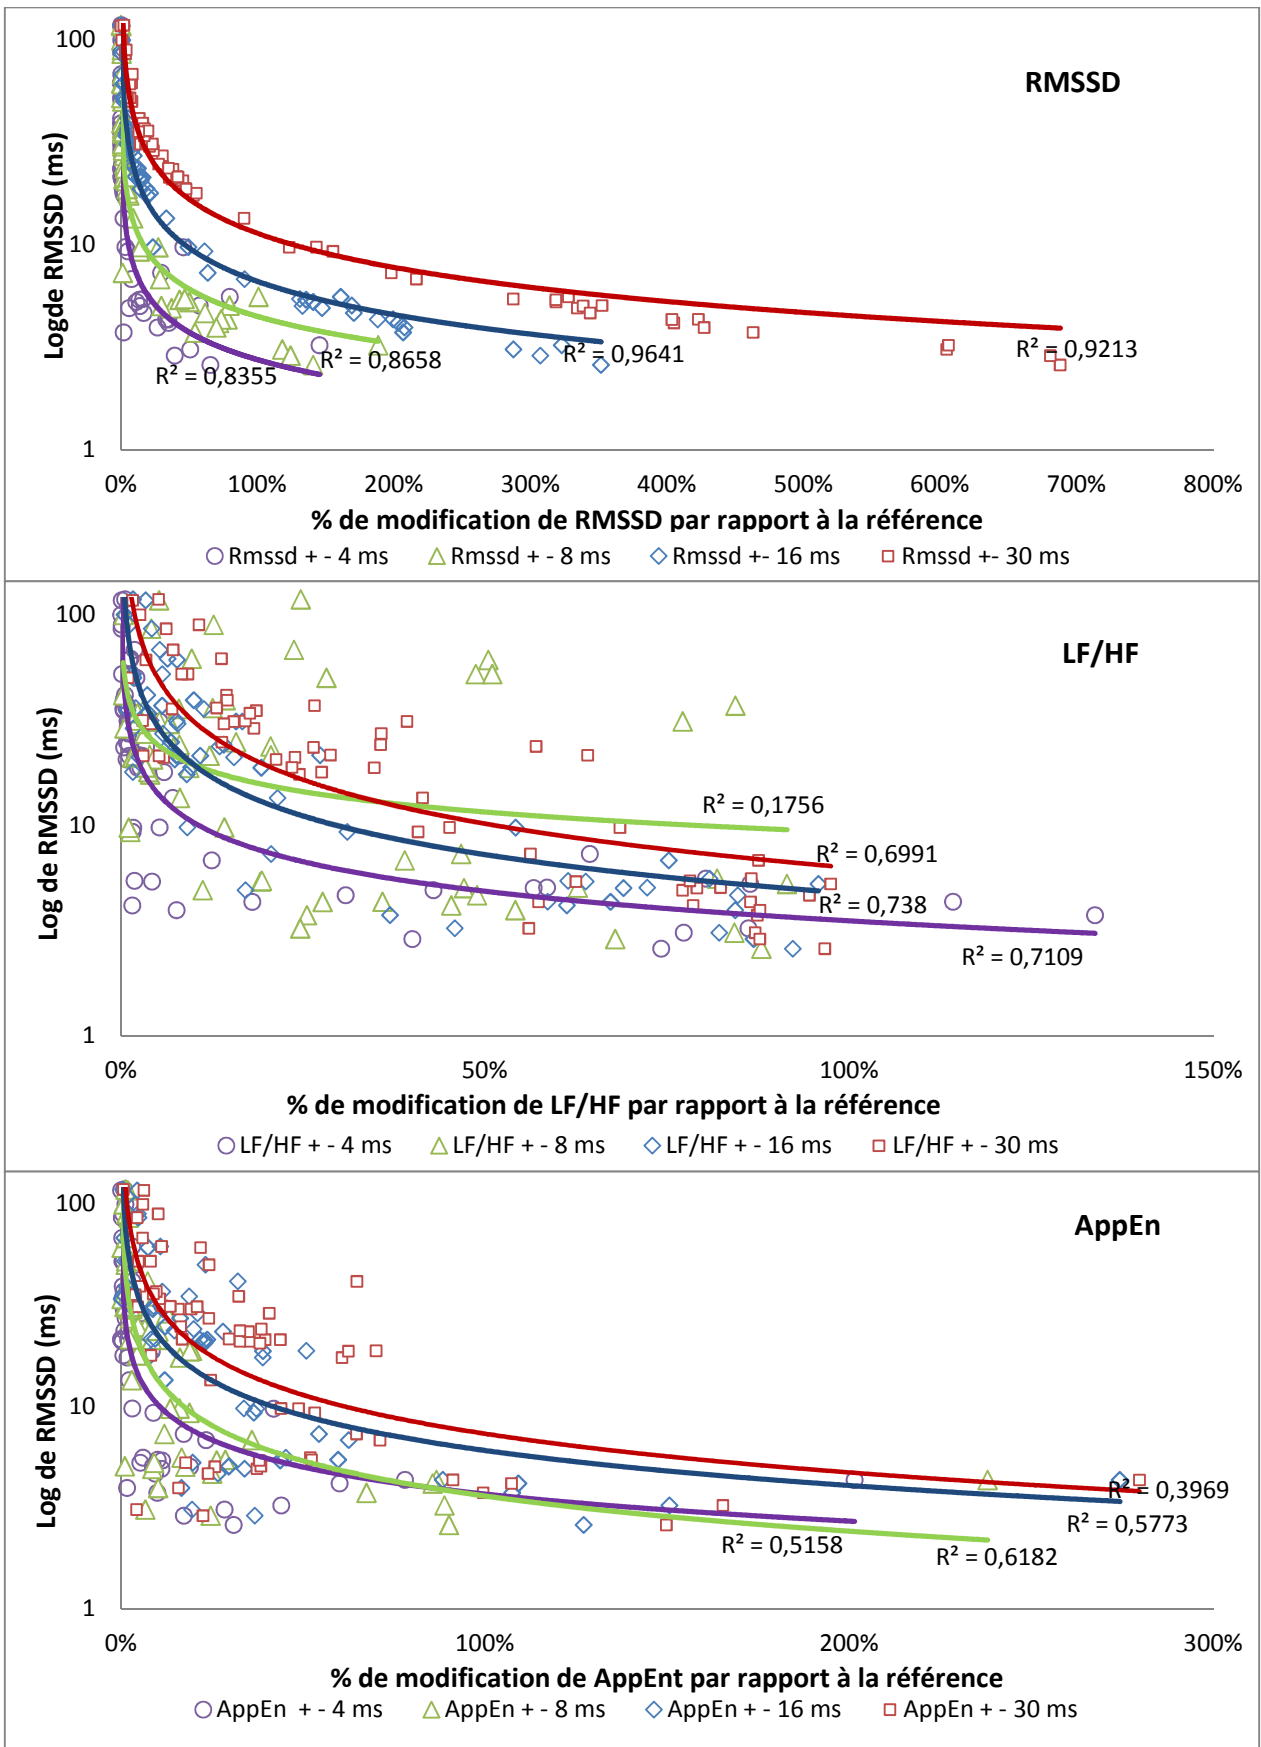 RMSSD
Logde RMSSD (ms)
100
10
1
R² = 0,8355
R² = 0,8658
R² = 0,9641
R² = 0,9213
0% 100% 200% 300% 400% 500% 600% 700% 800%
% de modification de RMSSD par rapport à la référence
Rmssd + - 4 ms Rmssd + - 8 ms Rmssd +- 16 ms Rmssd +- 30 ms
LF/HF
Log de RMSSD (ms)
100
10
1
R² = 0,1756
R² = 0,6991
R² = 0,738
R² = 0,7109
0% 50% 100% 150%
% de modification de LF/HF par rapport à la référence
LF/HF + - 4 ms LF/HF + - 8 ms LF/HF + - 16 ms LF/HF + - 30 ms
AppEn
Log de RMSSD (ms)
100
10
1
R² = 0,3969
R² = 0,5773
R² = 0,5158
R² = 0,6182
0% 100% 200% 300%
% de modification de AppEnt par rapport à la référence
AppEn + - 4 ms AppEn + - 8 ms AppEn + - 16 ms AppEn + - 30 ms